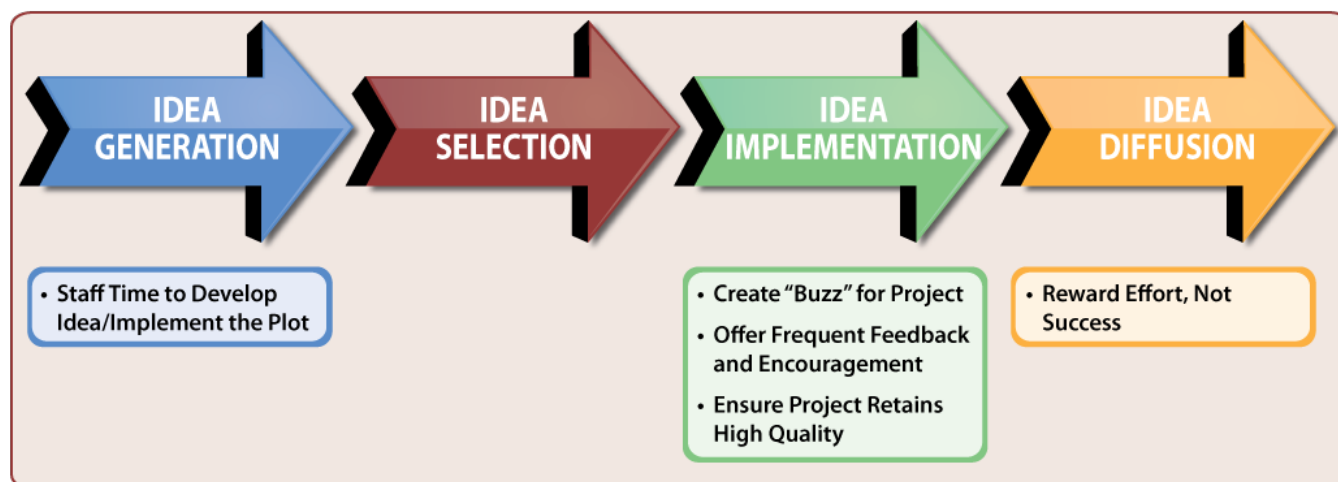 IDEA
GENERATION
IDEA
SELECTION
IDEA
IMPLEMENTATION
IDEA
DIFFUSION
• Staff Time to Develop
Idea/Implement the Plot
• Create “Buzz” for Project
• Offer Frequent Feedback
and Encouragement
• Ensure Project Retains
High Quality
• Reward Effort, Not
Success